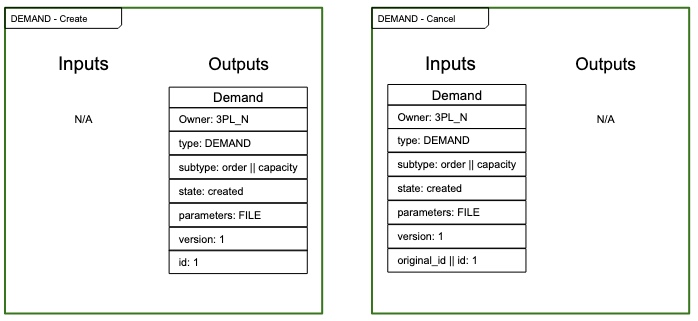 DEMAND - Create
Inputs
Outputs
N/A
Demand
Owner: 3PL_N
type: DEMAND
subtype: order || capacity
state: created
parameters: FILE
version: 1
id: 1
DEMAND - Cancel
Inputs
Outputs
Demand
Owner: 3PL_N
type: DEMAND
subtype: order || capacity
state: created
parameters: FILE
version: 1
original_id || id: 1
N/A